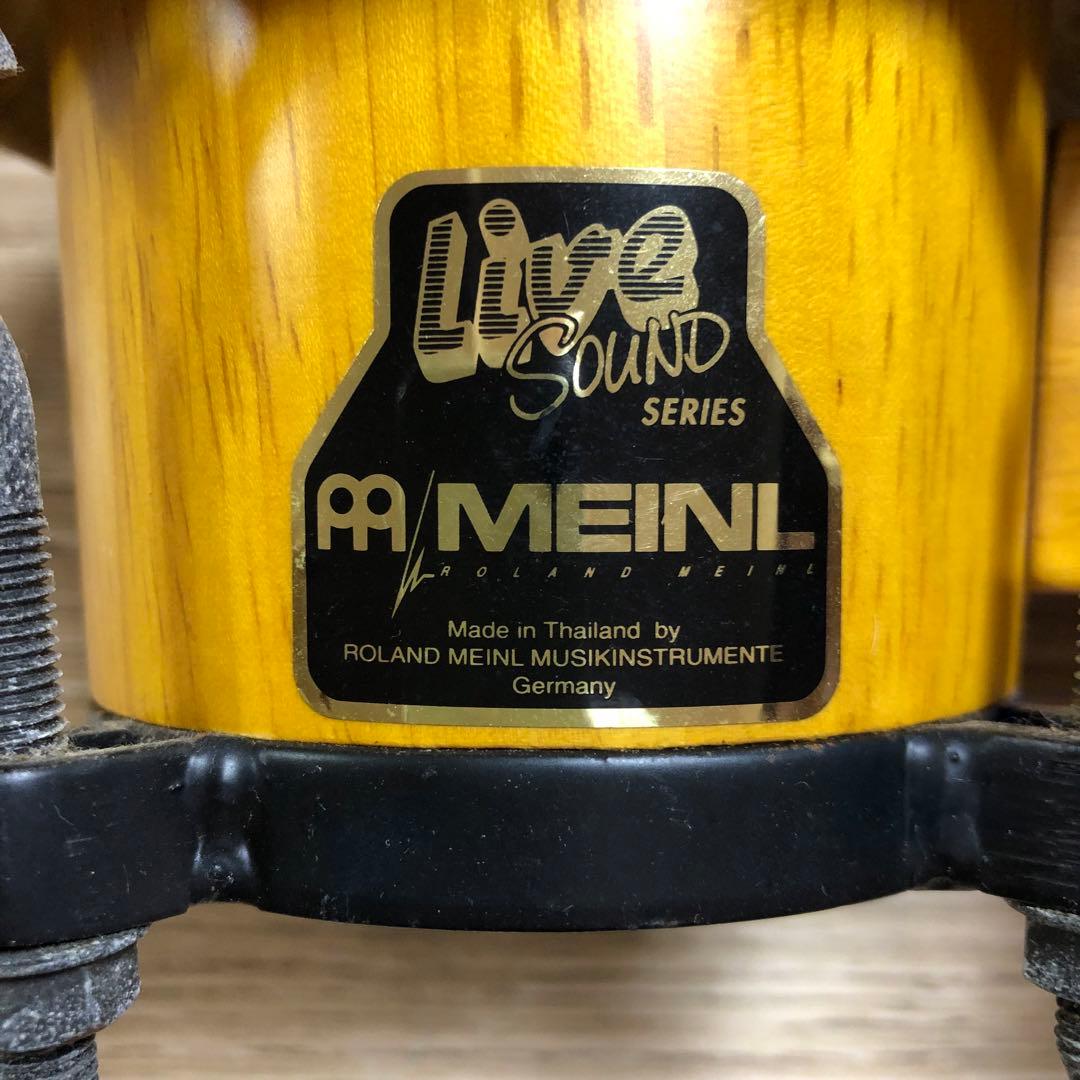 Live
SOUND
SERIES
MEINL
ROLAND MEINL
Made in Thailand by
ROLAND MEINL MUSIKINSTRUMENTE
Germany